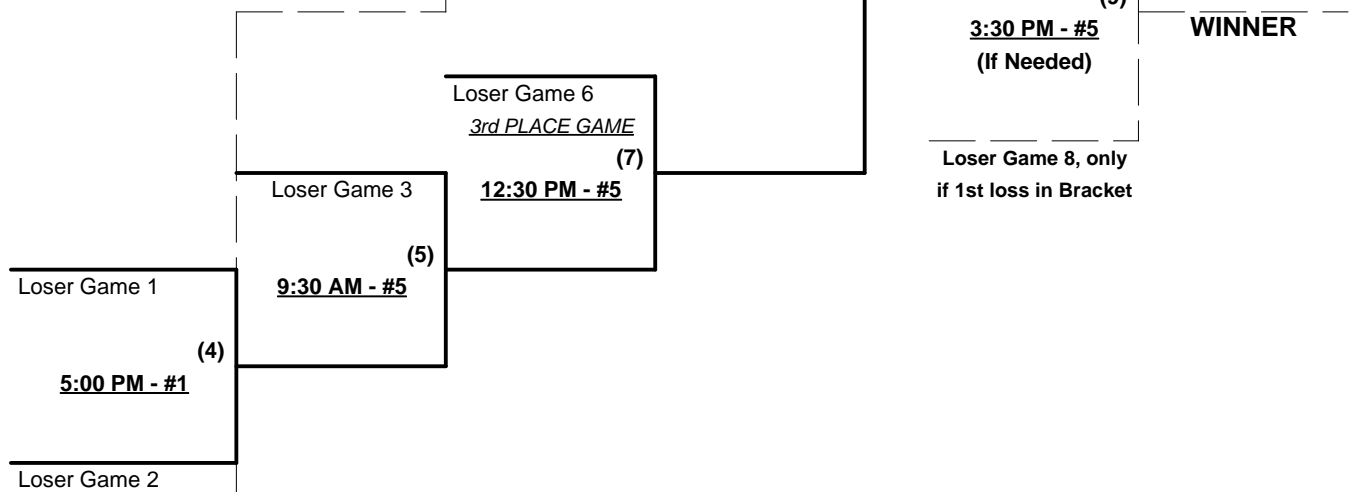 (9)
3:30 PM - #5
WINNER
(If Needed)
Loser Game 6
3rd PLACE GAME
(7)
12:30 PM - #5
Loser Game 8, only
if 1st loss in Bracket
Loser Game 3
(5)
9:30 AM - #5
Loser Game 1
(4)
5:00 PM - #1
Loser Game 2